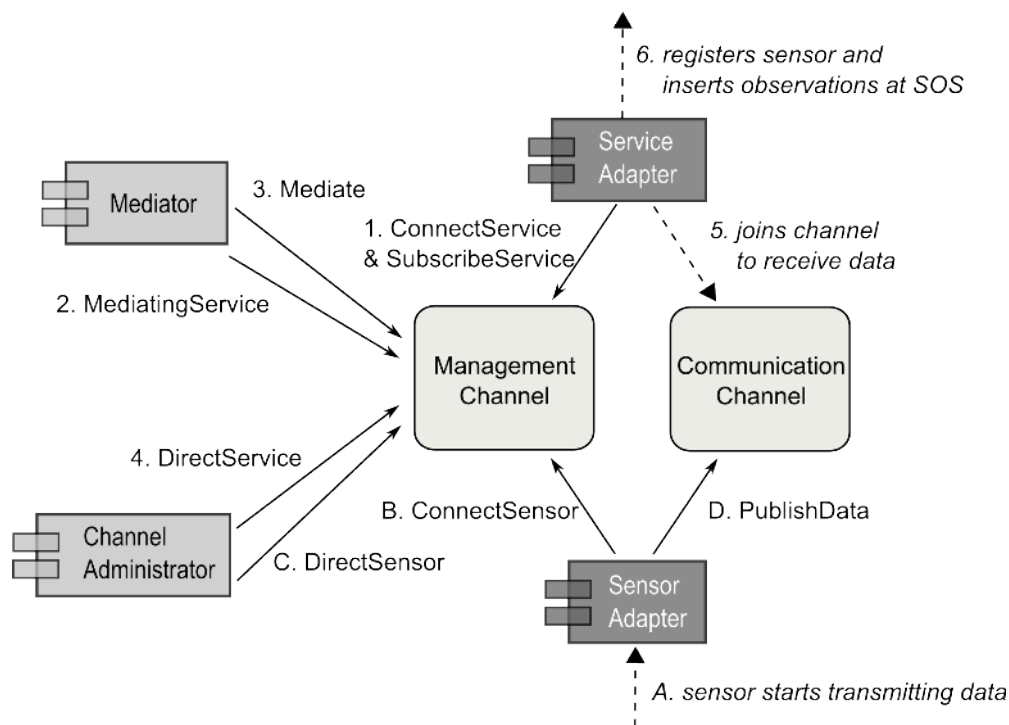 6. registers sensor and
inserts observations at SOS
Service
Adapter
Mediator
3. Mediate
1. ConnectService
& SubscribeService
5. joins channel
to receive data
2. MediatingService
Management
Channel
Communication
Channel
4. DirectService
B. ConnectSensor
D. PublishData
Channel
Administrator
C. DirectSensor
Sensor
Adapter
A. sensor starts transmitting data